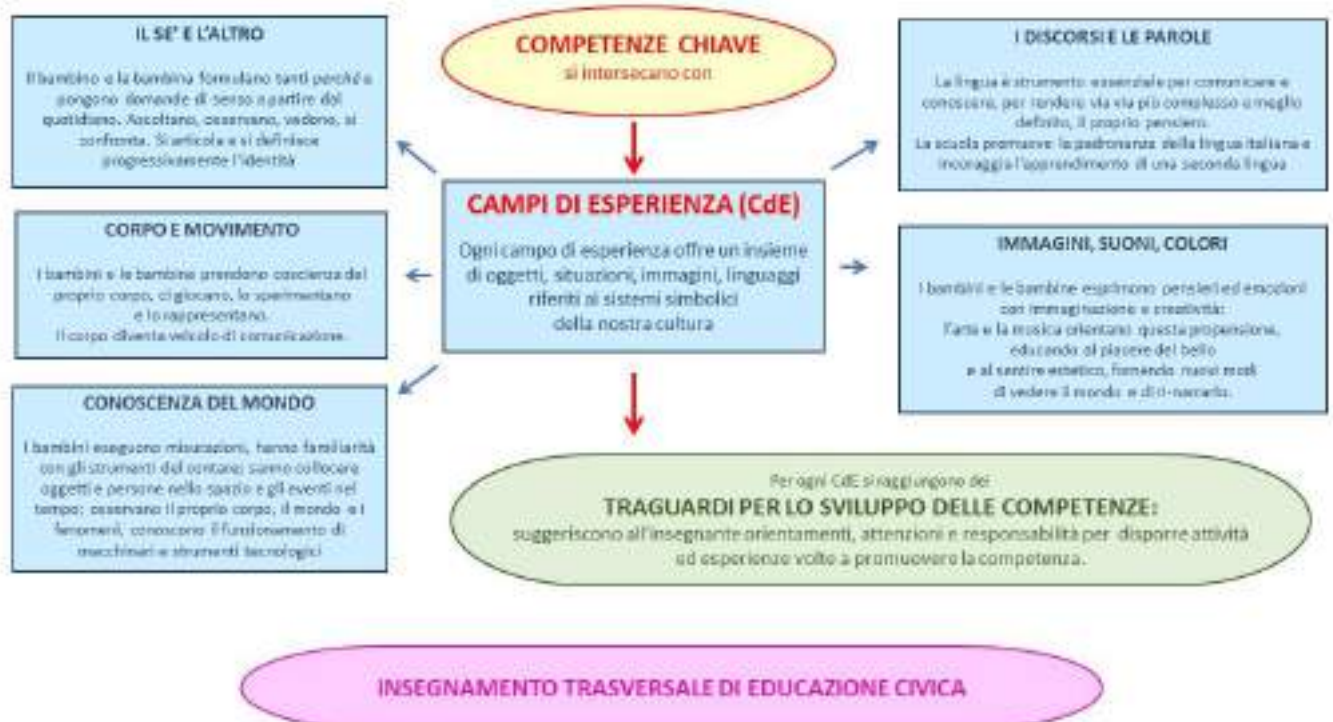 COMPETENZE CHIAVE
si intersecano con
IL SE' E L'ALTRO
Il bambino e la bambina formulano tanti perché e
pongono domande di senso a partire dal
quotidiano. Ascoltano, osservano, vedono, si
confronta. Si articola e si definisce
progressivamente l'identità
I DISCORSI E LE PAROLE
La lingua è strumento essenziale per comunicare e
conoscere, per rendere via via più complesso e meglio
definito, il proprio pensiero.
La scuola promuove la padronanza della lingua italiana e
incoraggia l'apprendimento di una seconda lingua
CAMPI DI ESPERIENZA (CdE)
Ogni campo di esperienza offre un insieme
di oggetti, situazioni, immagini, linguaggi
riferiti ai sistemi simbolici
della nostra cultura
CORPO E MOVIMENTO
I bambini e le bambine prendono coscienza del
proprio corpo, ci giocano, lo sperimentano
e lo rappresentano.
Il corpo diventa veicolo di comunicazione.
IMMAGINI, SUONI, COLORI
I bambini e le bambine esprimono pensieri ed emozioni
con immaginazione e creatività:
l'arte e la musica orientano questa propensione,
educando al piacere del bello
e al sentire estetico, fornendo nuovi modi
di vedere il mondo e di ri-narrarlo.
CONOSCENZA DEL MONDO
I bambini eseguono misurazioni, hanno familiarità
con gli strumenti del contare; sanno collocare
oggetti e persone nello spazio e gli eventi nel
tempo; osservano il proprio corpo, il mondo e i
fenomeni, conoscono il funzionamento di
macchinari e strumenti tecnologici
Per ogni CdE si raggiungono dei
TRAGUARDI PER LO SVILUPPO DELLE COMPETENZE:
suggeriscono all'insegnante orientamenti, attenzioni e responsabilità per disporre attività
ed esperienze volte a promuovere la competenza.
INSEGNAMENTO TRASVERSALE DI EDUCAZIONE CIVICA